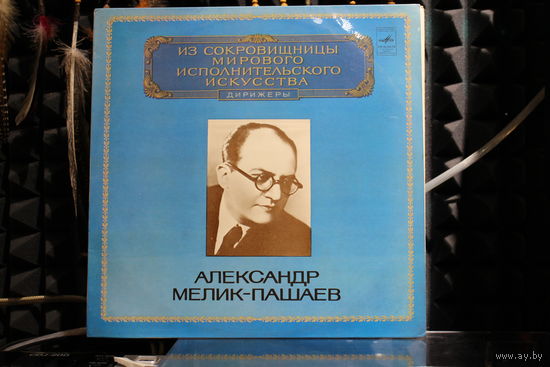 ИЗ СОКРОВИЩНИЦЫ
МИРОВОГО
ИСПОЛНИТЕЛЬСКОГО
ИСКУССТВА
ДИРИЖЕРЫ
АЛЕКСАНДР
МЕЛИК-ПАШАЕВ
www.ay.by